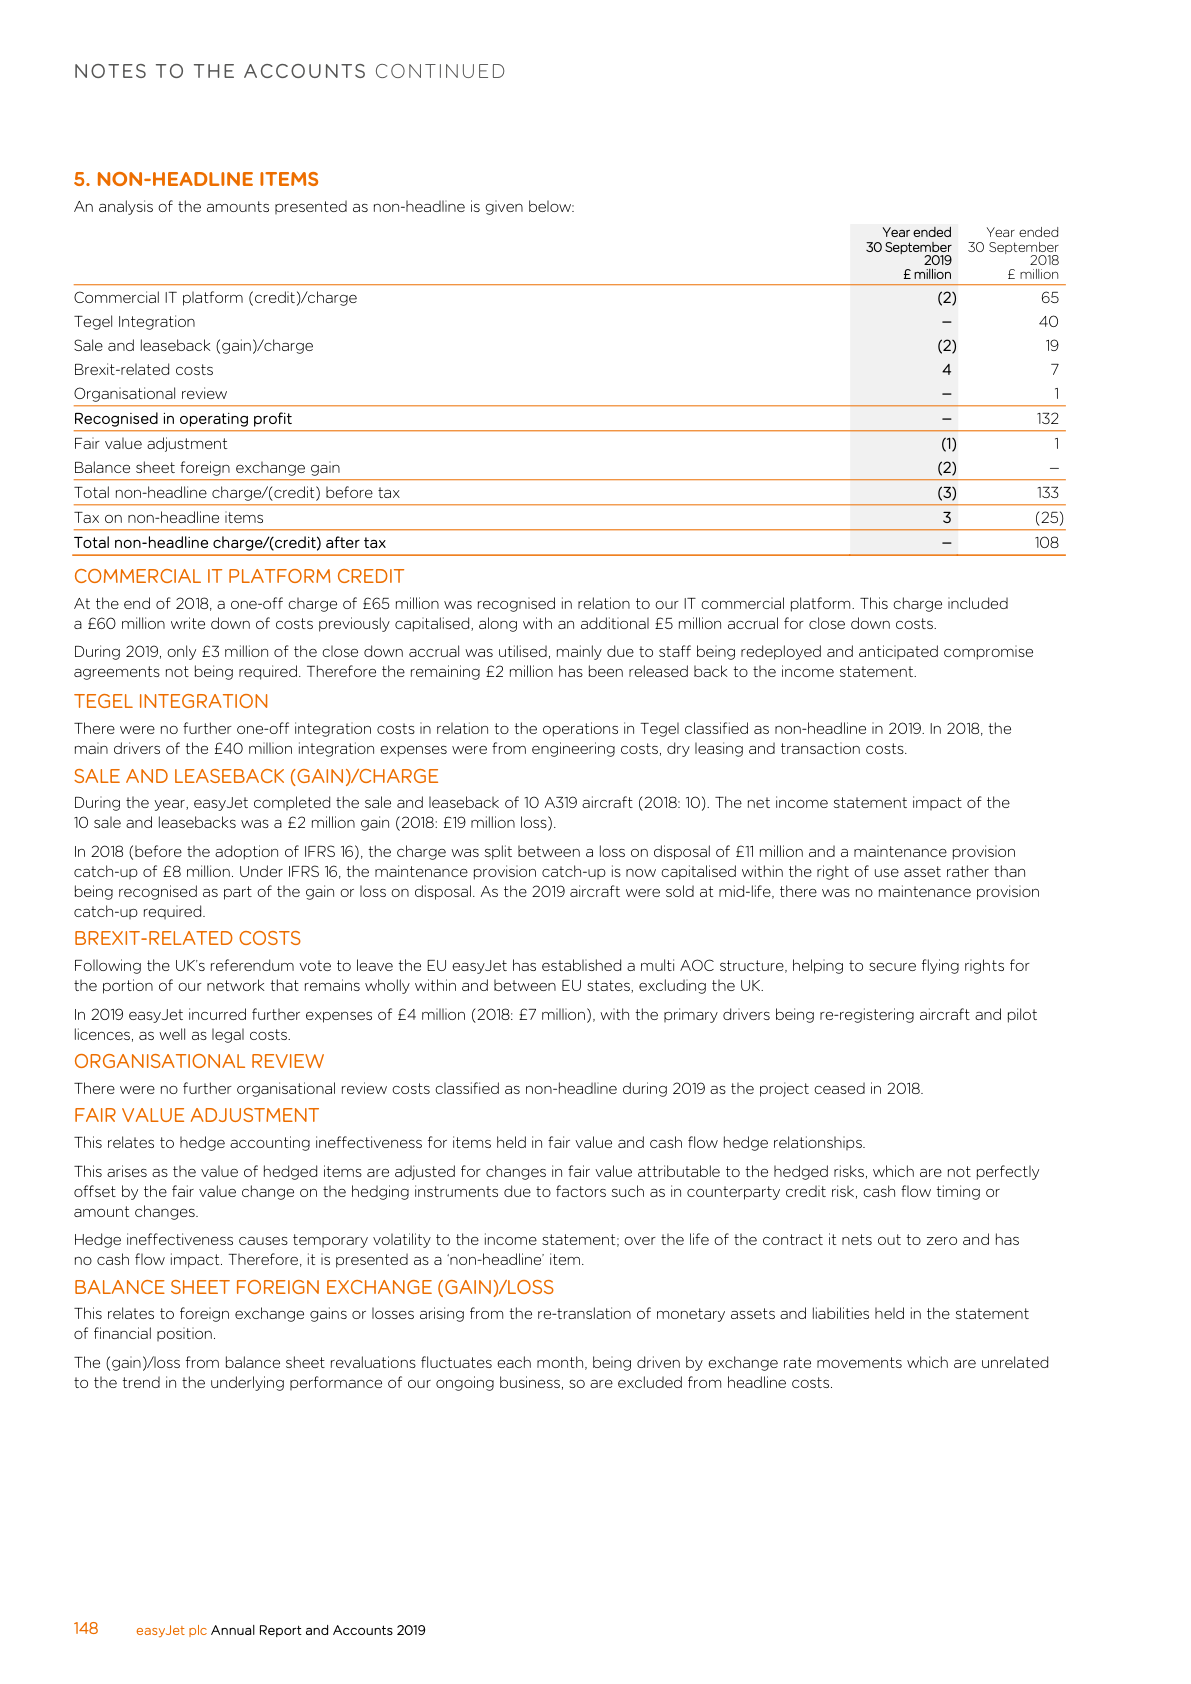 NOTES TO THE ACCOUNTS CONTINUED
5. NON-HEADLINE ITEMS
An analysis of the amounts presented as non-headline is given below:
Year ended 30 September 2019 £ million
Year ended 30 September 2018 £ million
Commercial IT platform (credit)/charge (2) 65
Tegel Integration – 40
Sale and leaseback (gain)/charge (2) 19
Brexit-related costs 4 7
Organisational review – 1
Recognised in operating profit – 132
Fair value adjustment (1) 1
Balance sheet foreign exchange gain (2) –
Total non-headline charge/(credit) before tax (3) 133
Tax on non-headline items 3 (25)
Total non-headline charge/(credit) after tax – 108
COMMERCIAL IT PLATFORM CREDIT
At the end of 2018, a one-off charge of £65 million was recognised in relation to our IT commercial platform. This charge included
a £60 million write down of costs previously capitalised, along with an additional £5 million accrual for close down costs.
During 2019, only £3 million of the close down accrual was utilised, mainly due to staff being redeployed and anticipated compromise
agreements not being required. Therefore the remaining £2 million has been released back to the income statement.
TEGEL INTEGRATION
There were no further one-off integration costs in relation to the operations in Tegel classified as non-headline in 2019. In 2018, the
main drivers of the £40 million integration expenses were from engineering costs, dry leasing and transaction costs.
SALE AND LEASEBACK (GAIN)/CHARGE
During the year, easyJet completed the sale and leaseback of 10 A319 aircraft (2018: 10). The net income statement impact of the
10 sale and leasebacks was a £2 million gain (2018: £19 million loss).
In 2018 (before the adoption of IFRS 16), the charge was split between a loss on disposal of £11 million and a maintenance provision
catch-up of £8 million. Under IFRS 16, the maintenance provision catch-up is now capitalised within the right of use asset rather than
being recognised as part of the gain or loss on disposal. As the 2019 aircraft were sold at mid-life, there was no maintenance provision
catch-up required.
BREXIT-RELATED COSTS
Following the UK's referendum vote to leave the EU easyJet has established a multi AOC structure, helping to secure flying rights for
the portion of our network that remains wholly within and between EU states, excluding the UK.
In 2019 easyJet incurred further expenses of £4 million (2018: £7 million), with the primary drivers being re-registering aircraft and pilot
licences, as well as legal costs.
ORGANISATIONAL REVIEW
There were no further organisational review costs classified as non-headline during 2019 as the project ceased in 2018.
FAIR VALUE ADJUSTMENT
This relates to hedge accounting ineffectiveness for items held in fair value and cash flow hedge relationships.
This arises as the value of hedged items are adjusted for changes in fair value attributable to the hedged risks, which are not perfectly
offset by the fair value change on the hedging instruments due to factors such as in counterparty credit risk, cash flow timing or
amount changes.
Hedge ineffectiveness causes temporary volatility to the income statement; over the life of the contract it nets out to zero and has
no cash flow impact. Therefore, it is presented as a 'non-headline' item.
BALANCE SHEET FOREIGN EXCHANGE (GAIN)/LOSS
This relates to foreign exchange gains or losses arising from the re-translation of monetary assets and liabilities held in the statement
of financial position.
The (gain)/loss from balance sheet revaluations fluctuates each month, being driven by exchange rate movements which are unrelated
to the trend in the underlying performance of our ongoing business, so are excluded from headline costs.
148 easyJet plc Annual Report and Accounts 2019